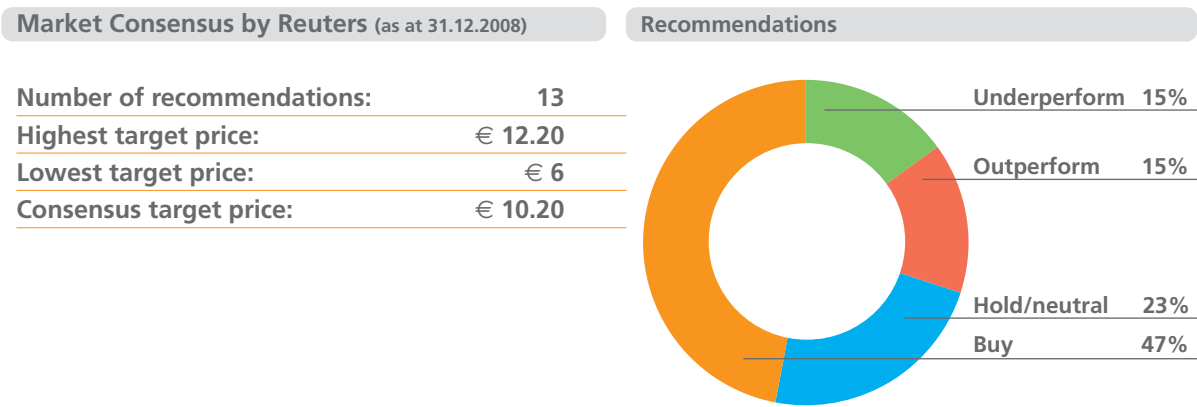 Market Consensus by Reuters (as at 31.12.2008)
Number of recommendations: 13
Highest target price: € 12.20
Lowest target price: € 6
Consensus target price: € 10.20
Recommendations
Underperform 15%
Outperform 15%
Hold/neutral 23%
Buy 47%